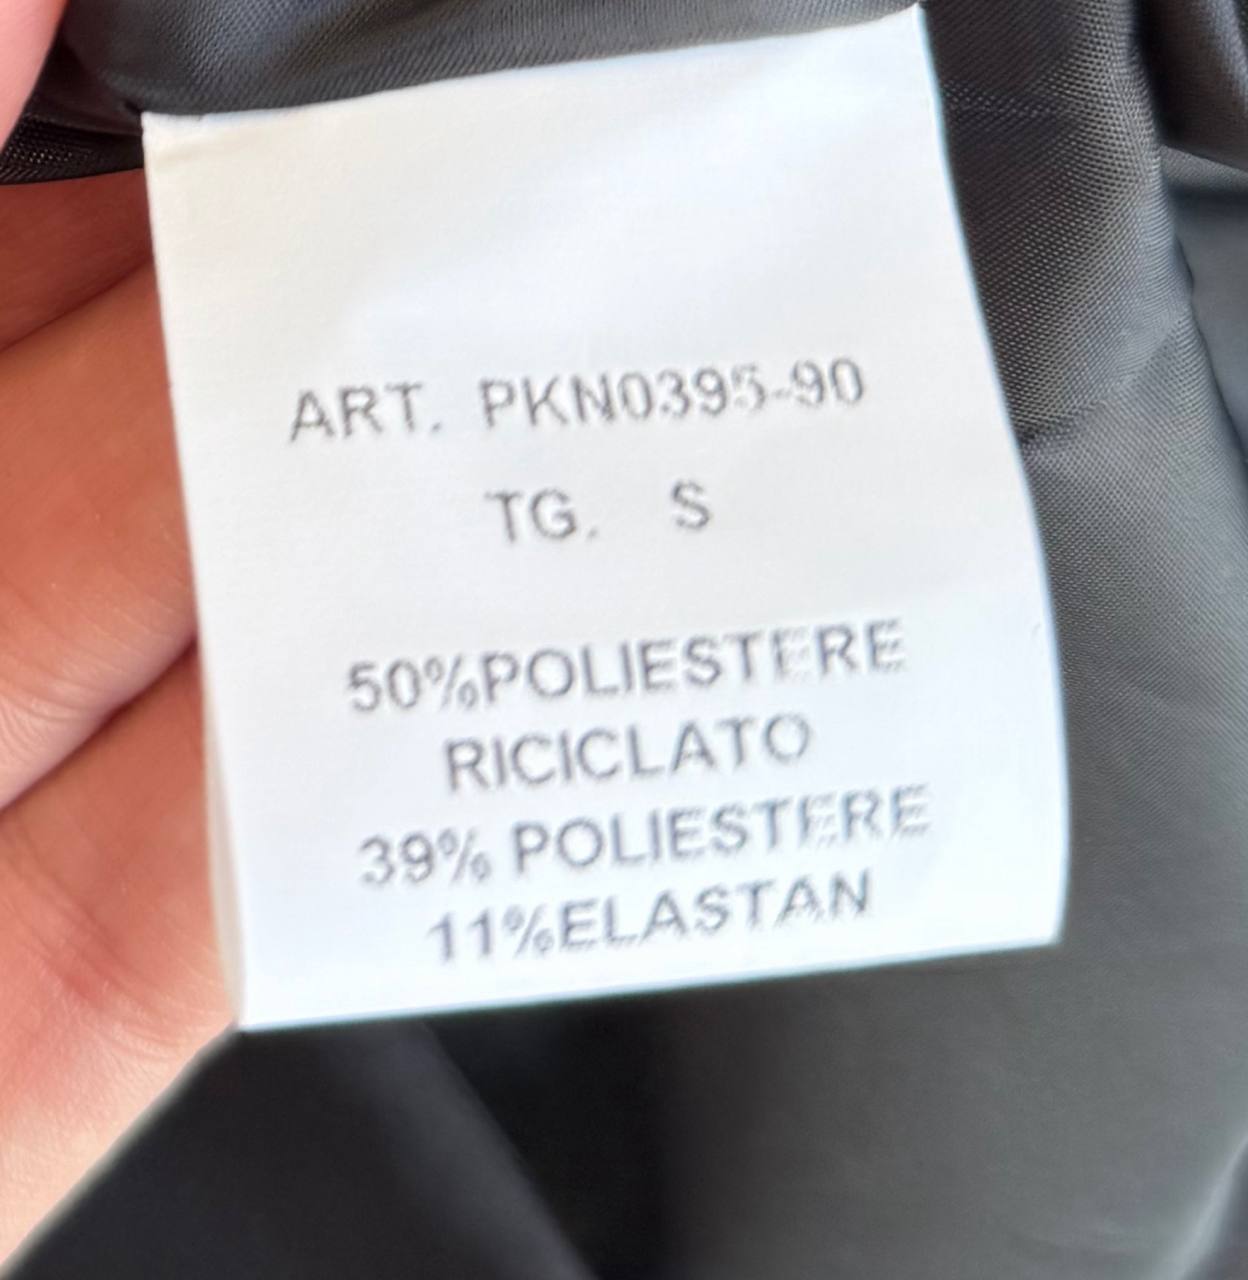 ART. PKN0395-90
TG. S
50%POLIESTERE
RICICLATO
39% POLIESTERE
11%ELASTAN